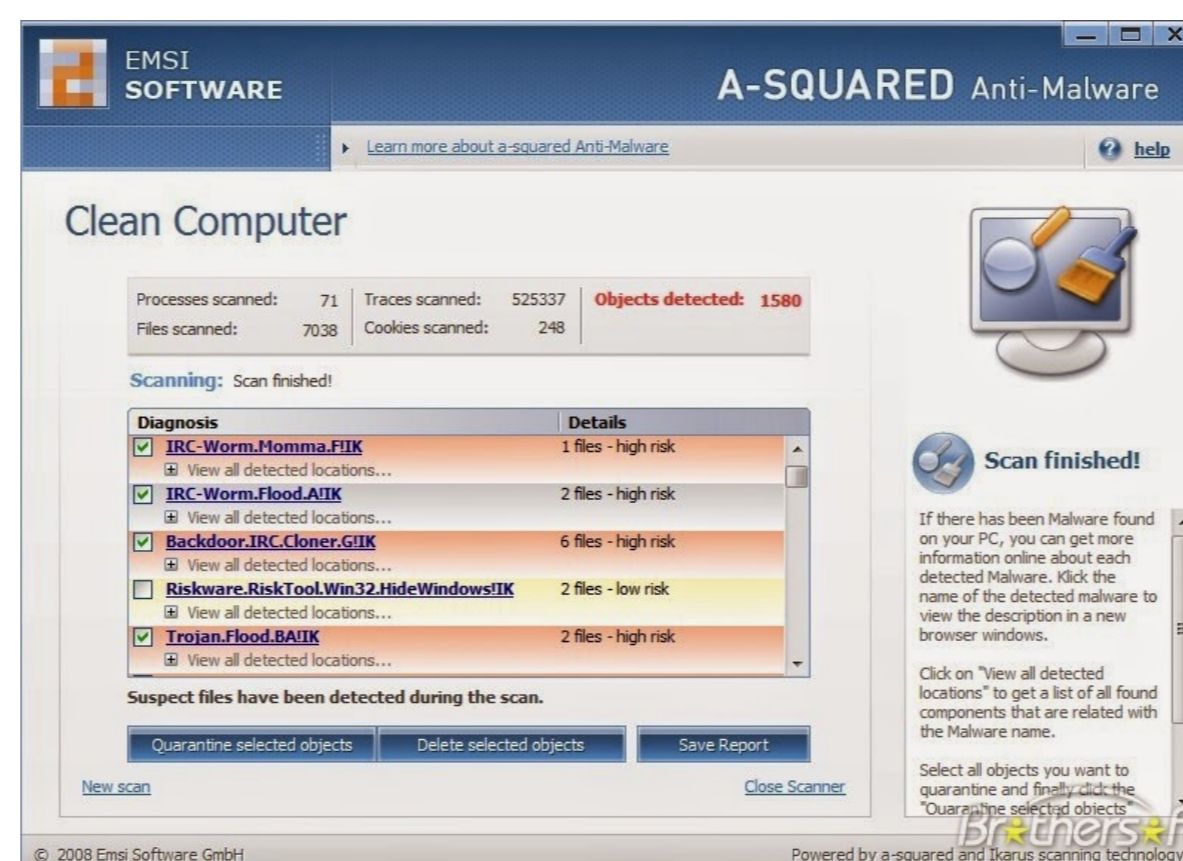 EMSI
SOFTWARE
A-SQUARED Anti-Malware
Learn more about a-squared Anti-Malware
help
Clean Computer
Processes scanned: 71 Traces scanned: 525337 Objects detected: 1580
Files scanned: 7038 Cookies scanned: 248
Scanning: Scan finished!
Diagnosis Details
IRC-Worm.Momma.F!IK 1 files - high risk
View all detected locations...
IRC-Worm.Flood.A!IK 2 files - high risk
View all detected locations...
Backdoor.IRC.Cloner.G!IK 6 files - high risk
View all detected locations...
Riskware.RiskTool.Win32.HideWindows!IK 2 files - low risk
View all detected locations...
Trojan.Flood.BA!IK 2 files - high risk
View all detected locations...
Suspect files have been detected during the scan.
Quarantine selected objects Delete selected objects Save Report
New scan Close Scanner
Scan finished!
If there has been Malware found
on your PC, you can get more
information online about each
detected Malware. Klick the
name of the detected malware to
view the description in a new
browser windows.
Click on "View all detected
locations" to get a list of all found
components that are related with
the Malware name.
Select all objects you want to
quarantine and finally click the
"Quarantine selected objects"
Brothersof
© 2008 Emsi Software GmbH Powered by a-squared and Ikarus scanning technology